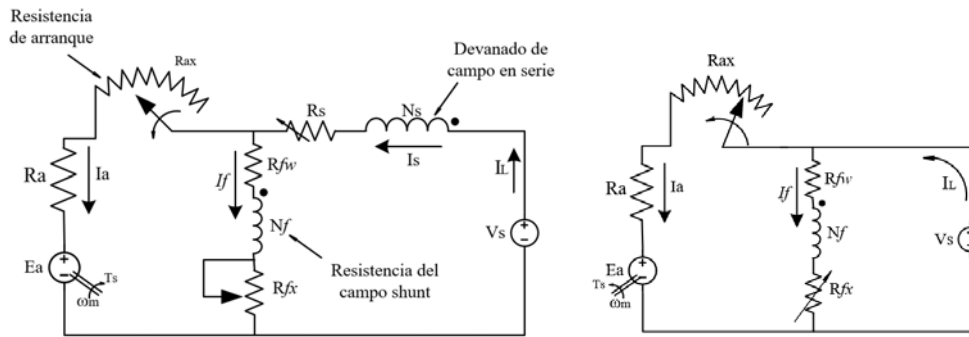 Resistencia
de arranque
Rax
Devanado de
campo en serie
Rs
Ns
Is
IL
Ra
Ia
If
Rfw
Nf
Vs
Ea
Ts
ωm
Rfx
Resistencia del
campo shunt
Rax
Ra
Ia
If
Rfw
Nf
IL
Vs
Ea
Ts
ωm
Rfx